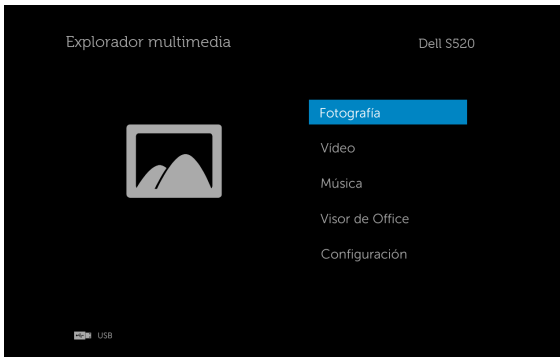 Explorador multimedia
Dell S520
Fotografía
Vídeo
Música
Visor de Office
Configuración
USB